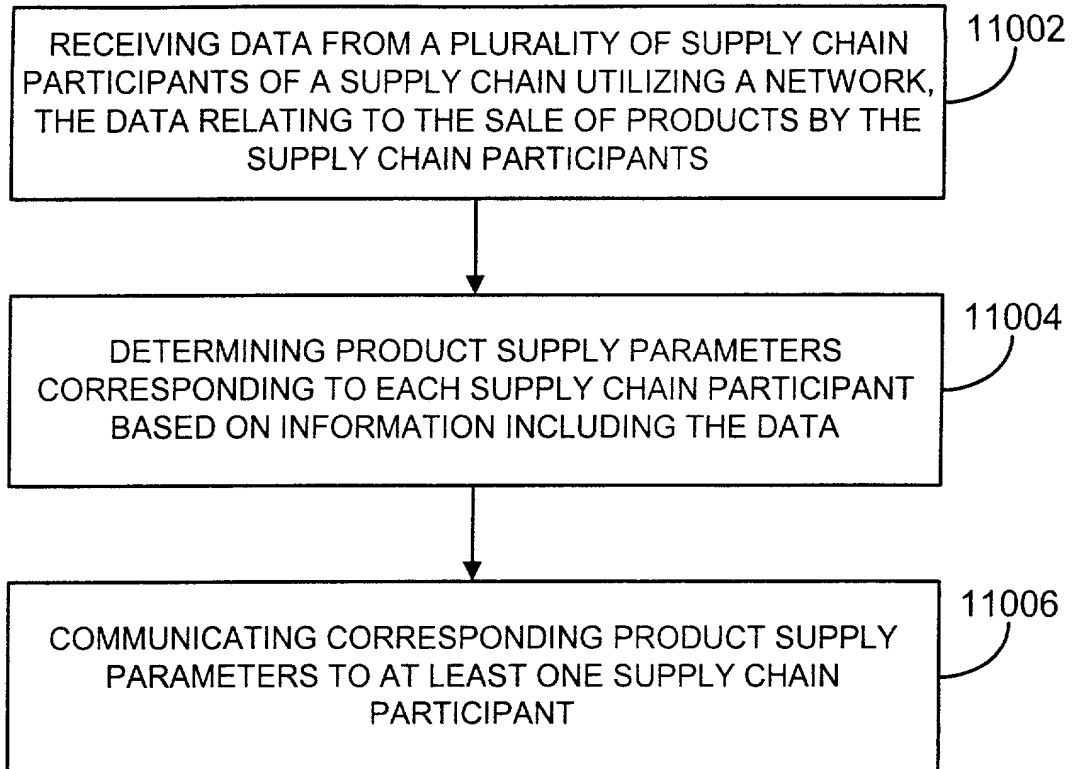 RECEIVING DATA FROM A PLURALITY OF SUPPLY CHAIN
PARTICIPANTS OF A SUPPLY CHAIN UTILIZING A NETWORK,
THE DATA RELATING TO THE SALE OF PRODUCTS BY THE
SUPPLY CHAIN PARTICIPANTS
11002
DETERMINING PRODUCT SUPPLY PARAMETERS
CORRESPONDING TO EACH SUPPLY CHAIN PARTICIPANT
BASED ON INFORMATION INCLUDING THE DATA
11004
COMMUNICATING CORRESPONDING PRODUCT SUPPLY
PARAMETERS TO AT LEAST ONE SUPPLY CHAIN
PARTICIPANT
11006